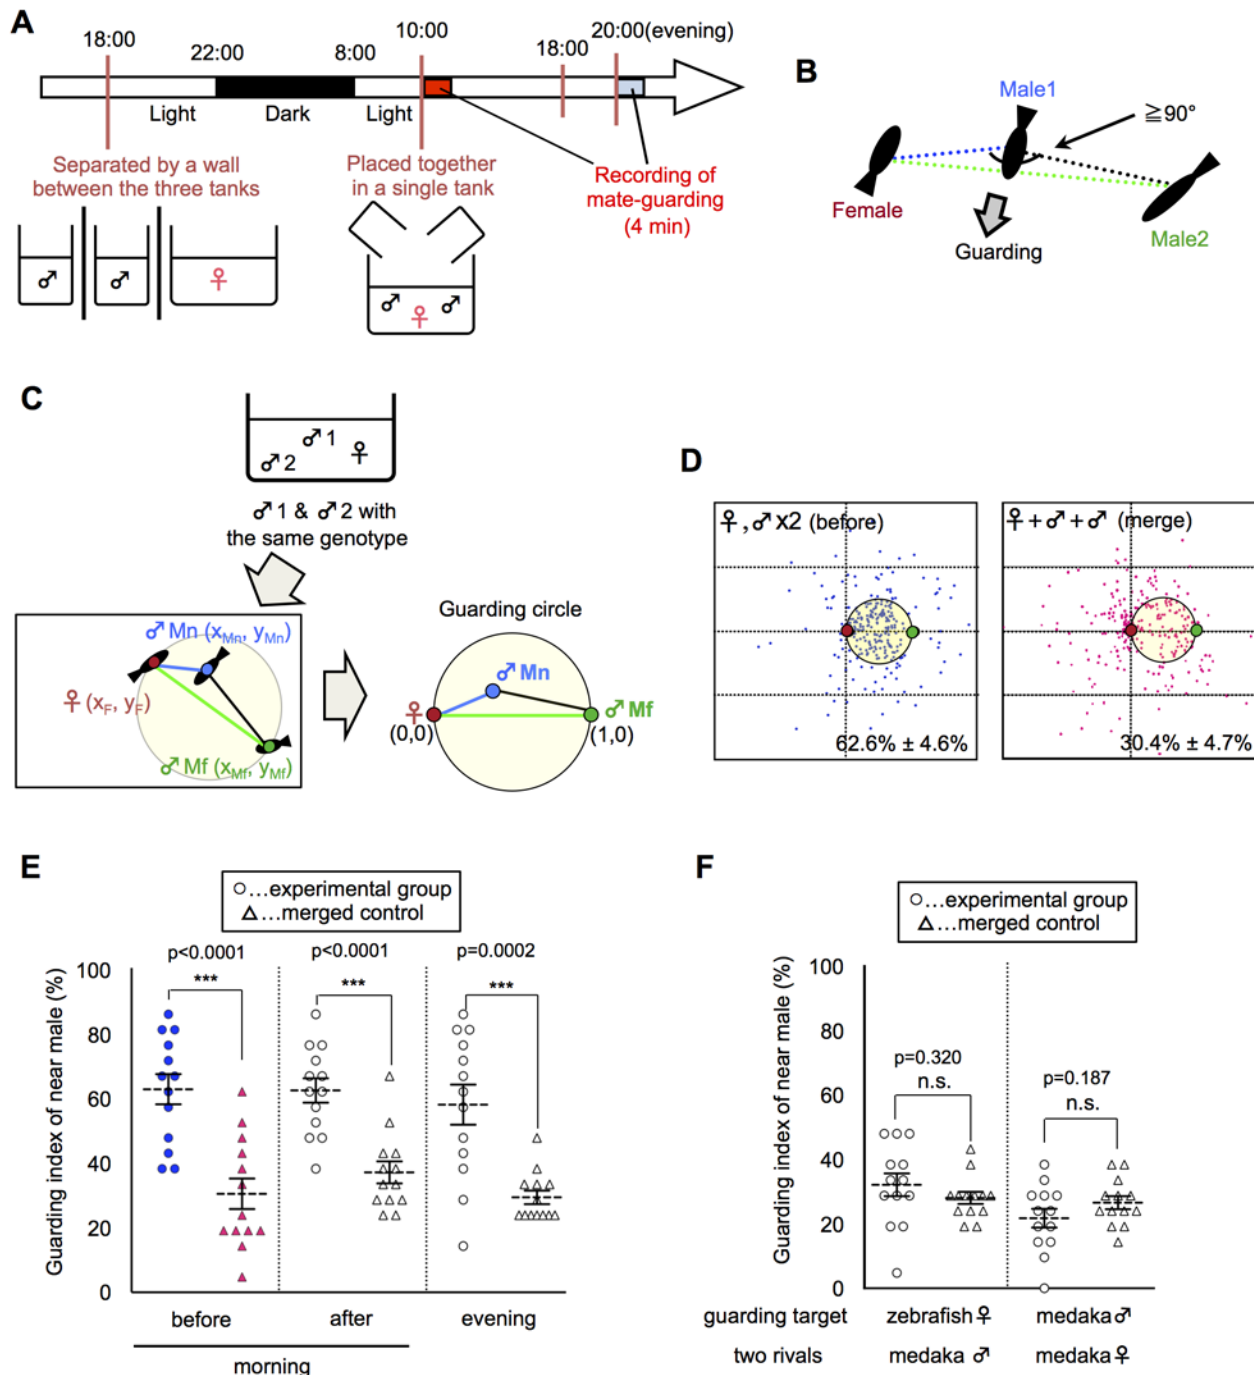 A
18:00
22:00
8:00
10:00
18:00
20:00(evening)
Light
Dark
Light
Separated by a wall
between the three tanks
Placed together
in a single tank
Recording of
mate-guarding
(4 min)
♂
♂
♀
♂ ♀ ♂
B
Male1
≧90°
Female
Male2
Guarding
C
♂1
♂2
♀
♂1 & ♂2 with
the same genotype
♂Mn (xMn, yMn)
♀ (xF, yF)
♂Mf (xMf, yMf)
Guarding circle
♂Mn
♀
♂Mf
(0,0)
(1,0)
D
♀,♂x2 (before)
62.6% ± 4.6%
♀+♂+♂ (merge)
30.4% ± 4.7%
E
○...experimental group
△...merged control
p<0.0001
p<0.0001
p=0.0002
***
***
***
Guarding index of near male (%)
100
80
60
40
20
0
before
after
evening
morning
F
○...experimental group
△...merged control
p=0.320
n.s.
p=0.187
n.s.
Guarding index of near male (%)
100
80
60
40
20
0
guarding target
zebrafish♀
medaka♂
two rivals
medaka ♂
medaka♀